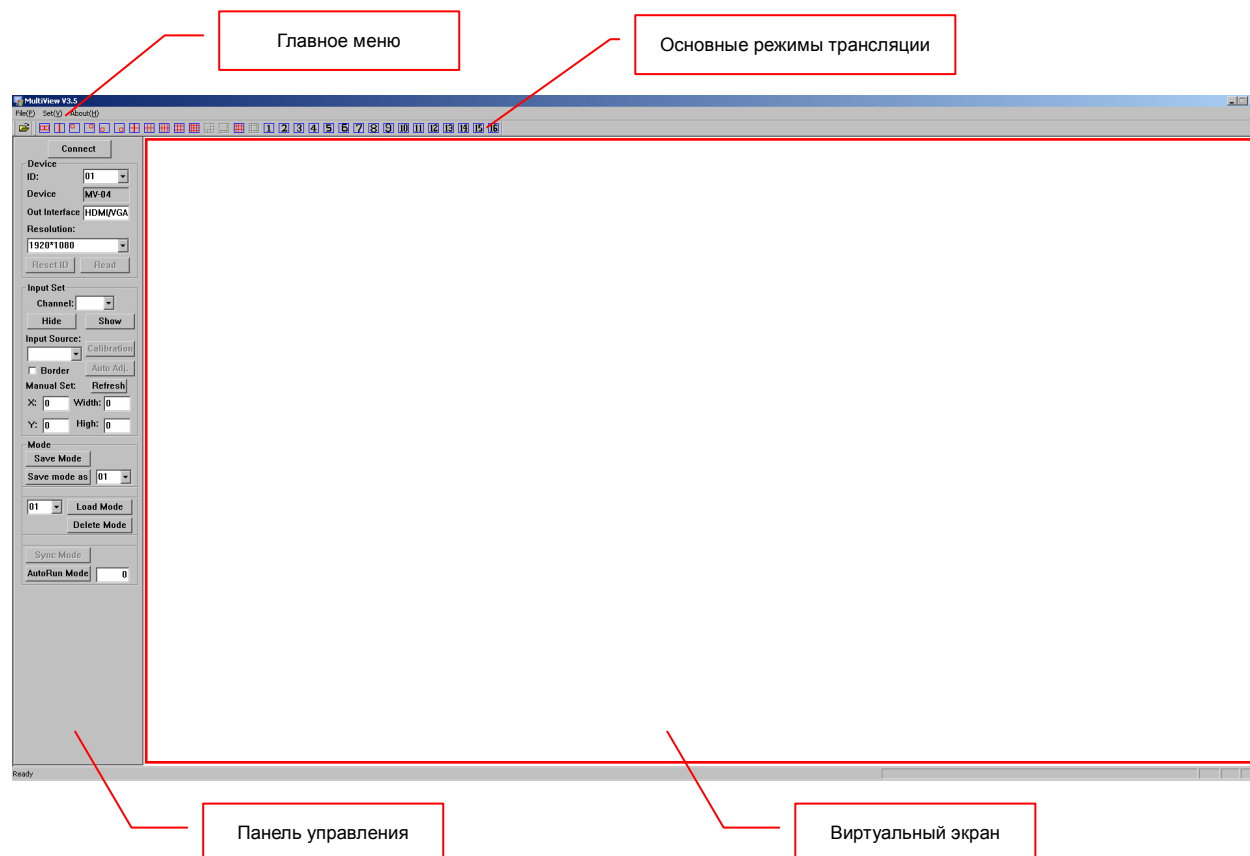 Главное меню
Основные режимы трансляции
MultiView V3.5
File(F) Set(V) About(H)
1 2 3 4 5 6 7 8 9 10 11 12 13 14 15 16
Connect
Device
ID: 01
Device MV-04
Out Interface HDMI/VGA
Resolution:
1920*1080
Reset ID Read
Input Set
Channel:
Hide Show
Input Source:
Calibration
Border Auto Adj.
Manual Set: Refresh
X: 0 Width: 0
Y: 0 High: 0
Mode
Save Mode
Save mode as 01
01 Load Mode
Delete Mode
Sync Mode
AutoRun Mode 0
Ready
Панель управления
Виртуальный экран